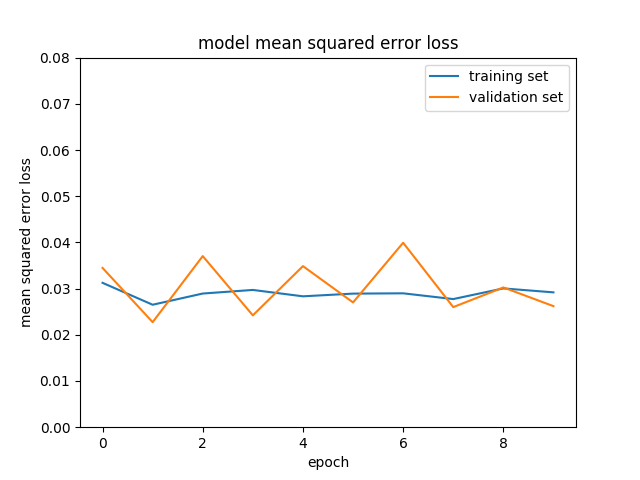 model mean squared error loss
training set
validation set
0.08
0.07
0.06
0.05
0.04
0.03
0.02
0.01
0.00
mean squared error loss
0 2 4 6 8
epoch